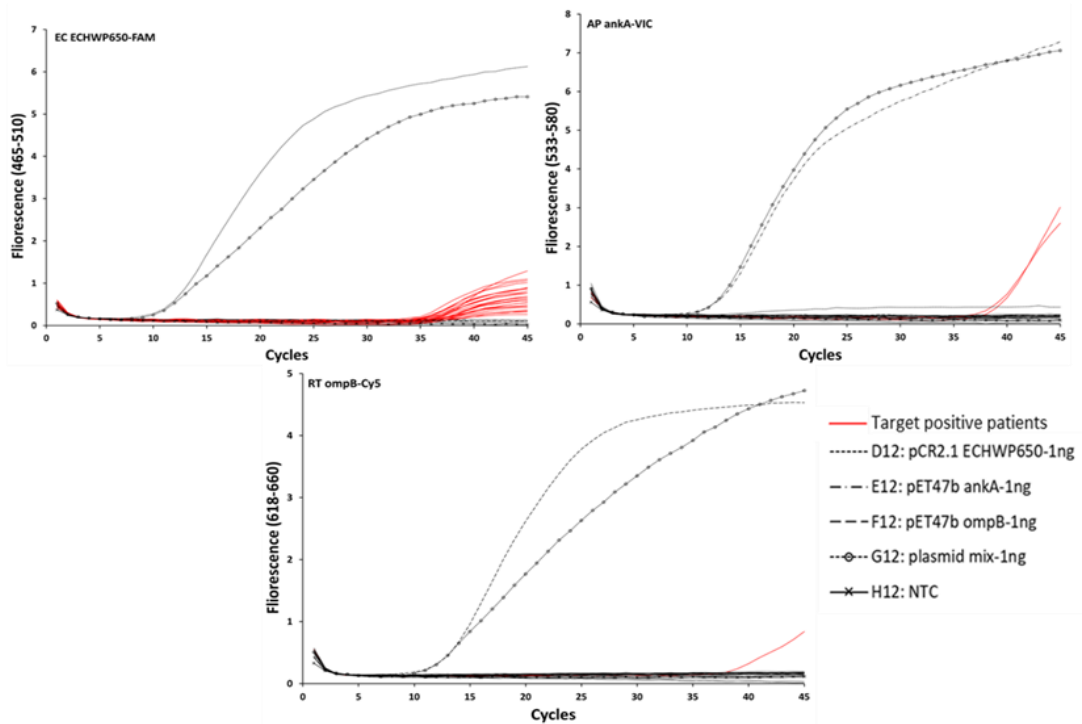 EC ECHWP650-FAM
7
6
5
4
3
2
1
0
Fliorescence (465-510)
0 5 10 15 20 25 30 35 40 45
Cycles
AP ankA-VIC
8
7
6
5
4
3
2
1
0
Fliorescence (533-580)
0 5 10 15 20 25 30 35 40 45
Cycles
RT ompB-Cy5
5
4
3
2
1
0
Fliorescence (618-660)
0 5 10 15 20 25 30 35 40 45
Cycles
Target positive patients
D12: pCR2.1 ECHWP650-1ng
E12: pET47b ankA-1ng
F12: pET47b ompB-1ng
G12: plasmid mix-1ng
H12: NTC